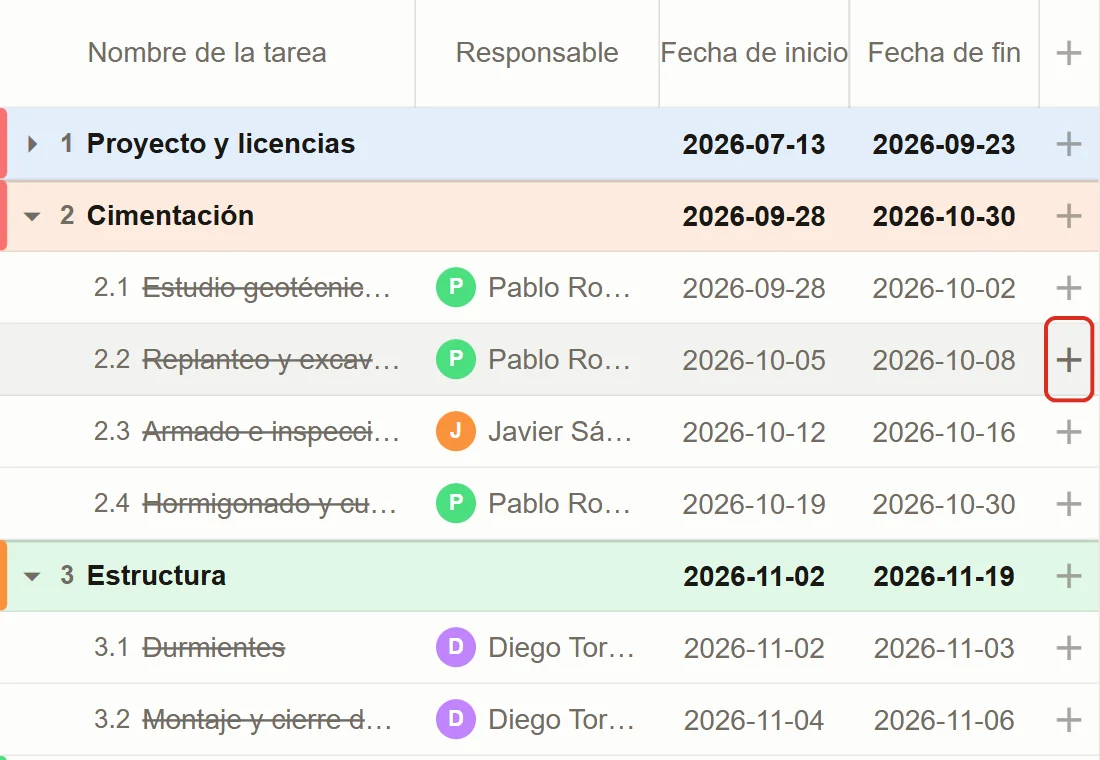 Nombre de la tarea Responsable Fecha de inicio Fecha de fin +
1 Proyecto y licencias 2026-07-13 2026-09-23 +
2 Cimentación 2026-09-28 2026-10-30 +
2.1 Estudio geotécnic... P Pablo Ro... 2026-09-28 2026-10-02 +
2.2 Replanteo y excav... P Pablo Ro... 2026-10-05 2026-10-08 +
2.3 Armado e inspecci... J Javier Sá... 2026-10-12 2026-10-16 +
2.4 Hormigonado y cu... P Pablo Ro... 2026-10-19 2026-10-30 +
3 Estructura 2026-11-02 2026-11-19 +
3.1 Durmientes D Diego Tor... 2026-11-02 2026-11-03 +
3.2 Montaje y cierre d... D Diego Tor... 2026-11-04 2026-11-06 +